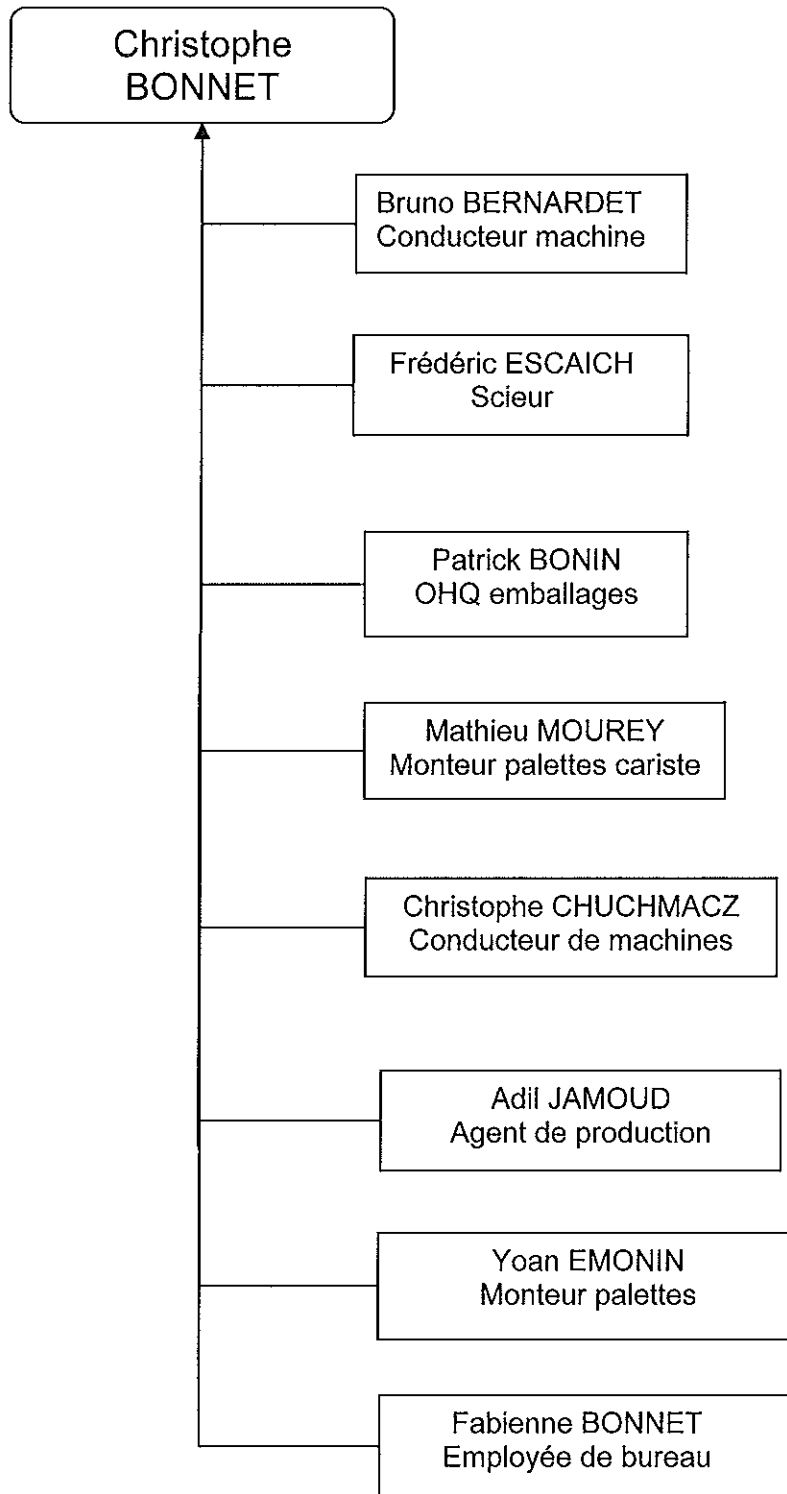 Christophe
BONNET
Bruno BERNARDET
Conducteur machine
Frédéric ESCAICH
Scieur
Patrick BONIN
OHQ emballages
Mathieu MOUREY
Monteur palettes cariste
Christophe CHUCHMACZ
Conducteur de machines
Adil JAMOUD
Agent de production
Yoan EMONIN
Monteur palettes
Fabienne BONNET
Employée de bureau